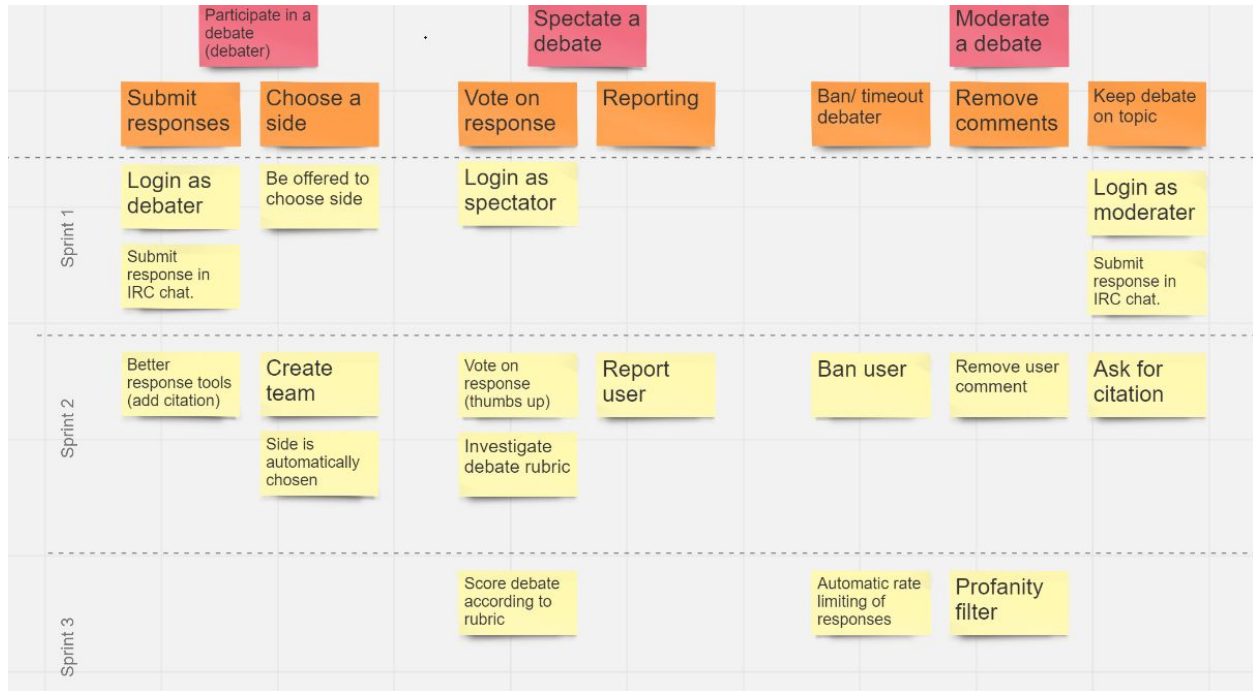 Participate in a
debate
(debater)
Spectate a
debate
Moderate
a debate
Submit
responses
Choose a
side
Vote on
response
Reporting
Ban/ timeout
debater
Remove
comments
Keep debate
on topic
Sprint 1
Login as
debater
Be offered to
choose side
Login as
spectator
Login as
moderater
Submit
response in
IRC chat.
Submit
response in
IRC chat.
Sprint 2
Better
response tools
(add citation)
Create
team
Vote on
response
(thumbs up)
Report
user
Ban user
Remove user
comment
Ask for
citation
Side is
automatically
chosen
Investigate
debate rubric
Sprint 3
Score debate
according to
rubric
Automatic rate
limiting of
responses
Profanity
filter